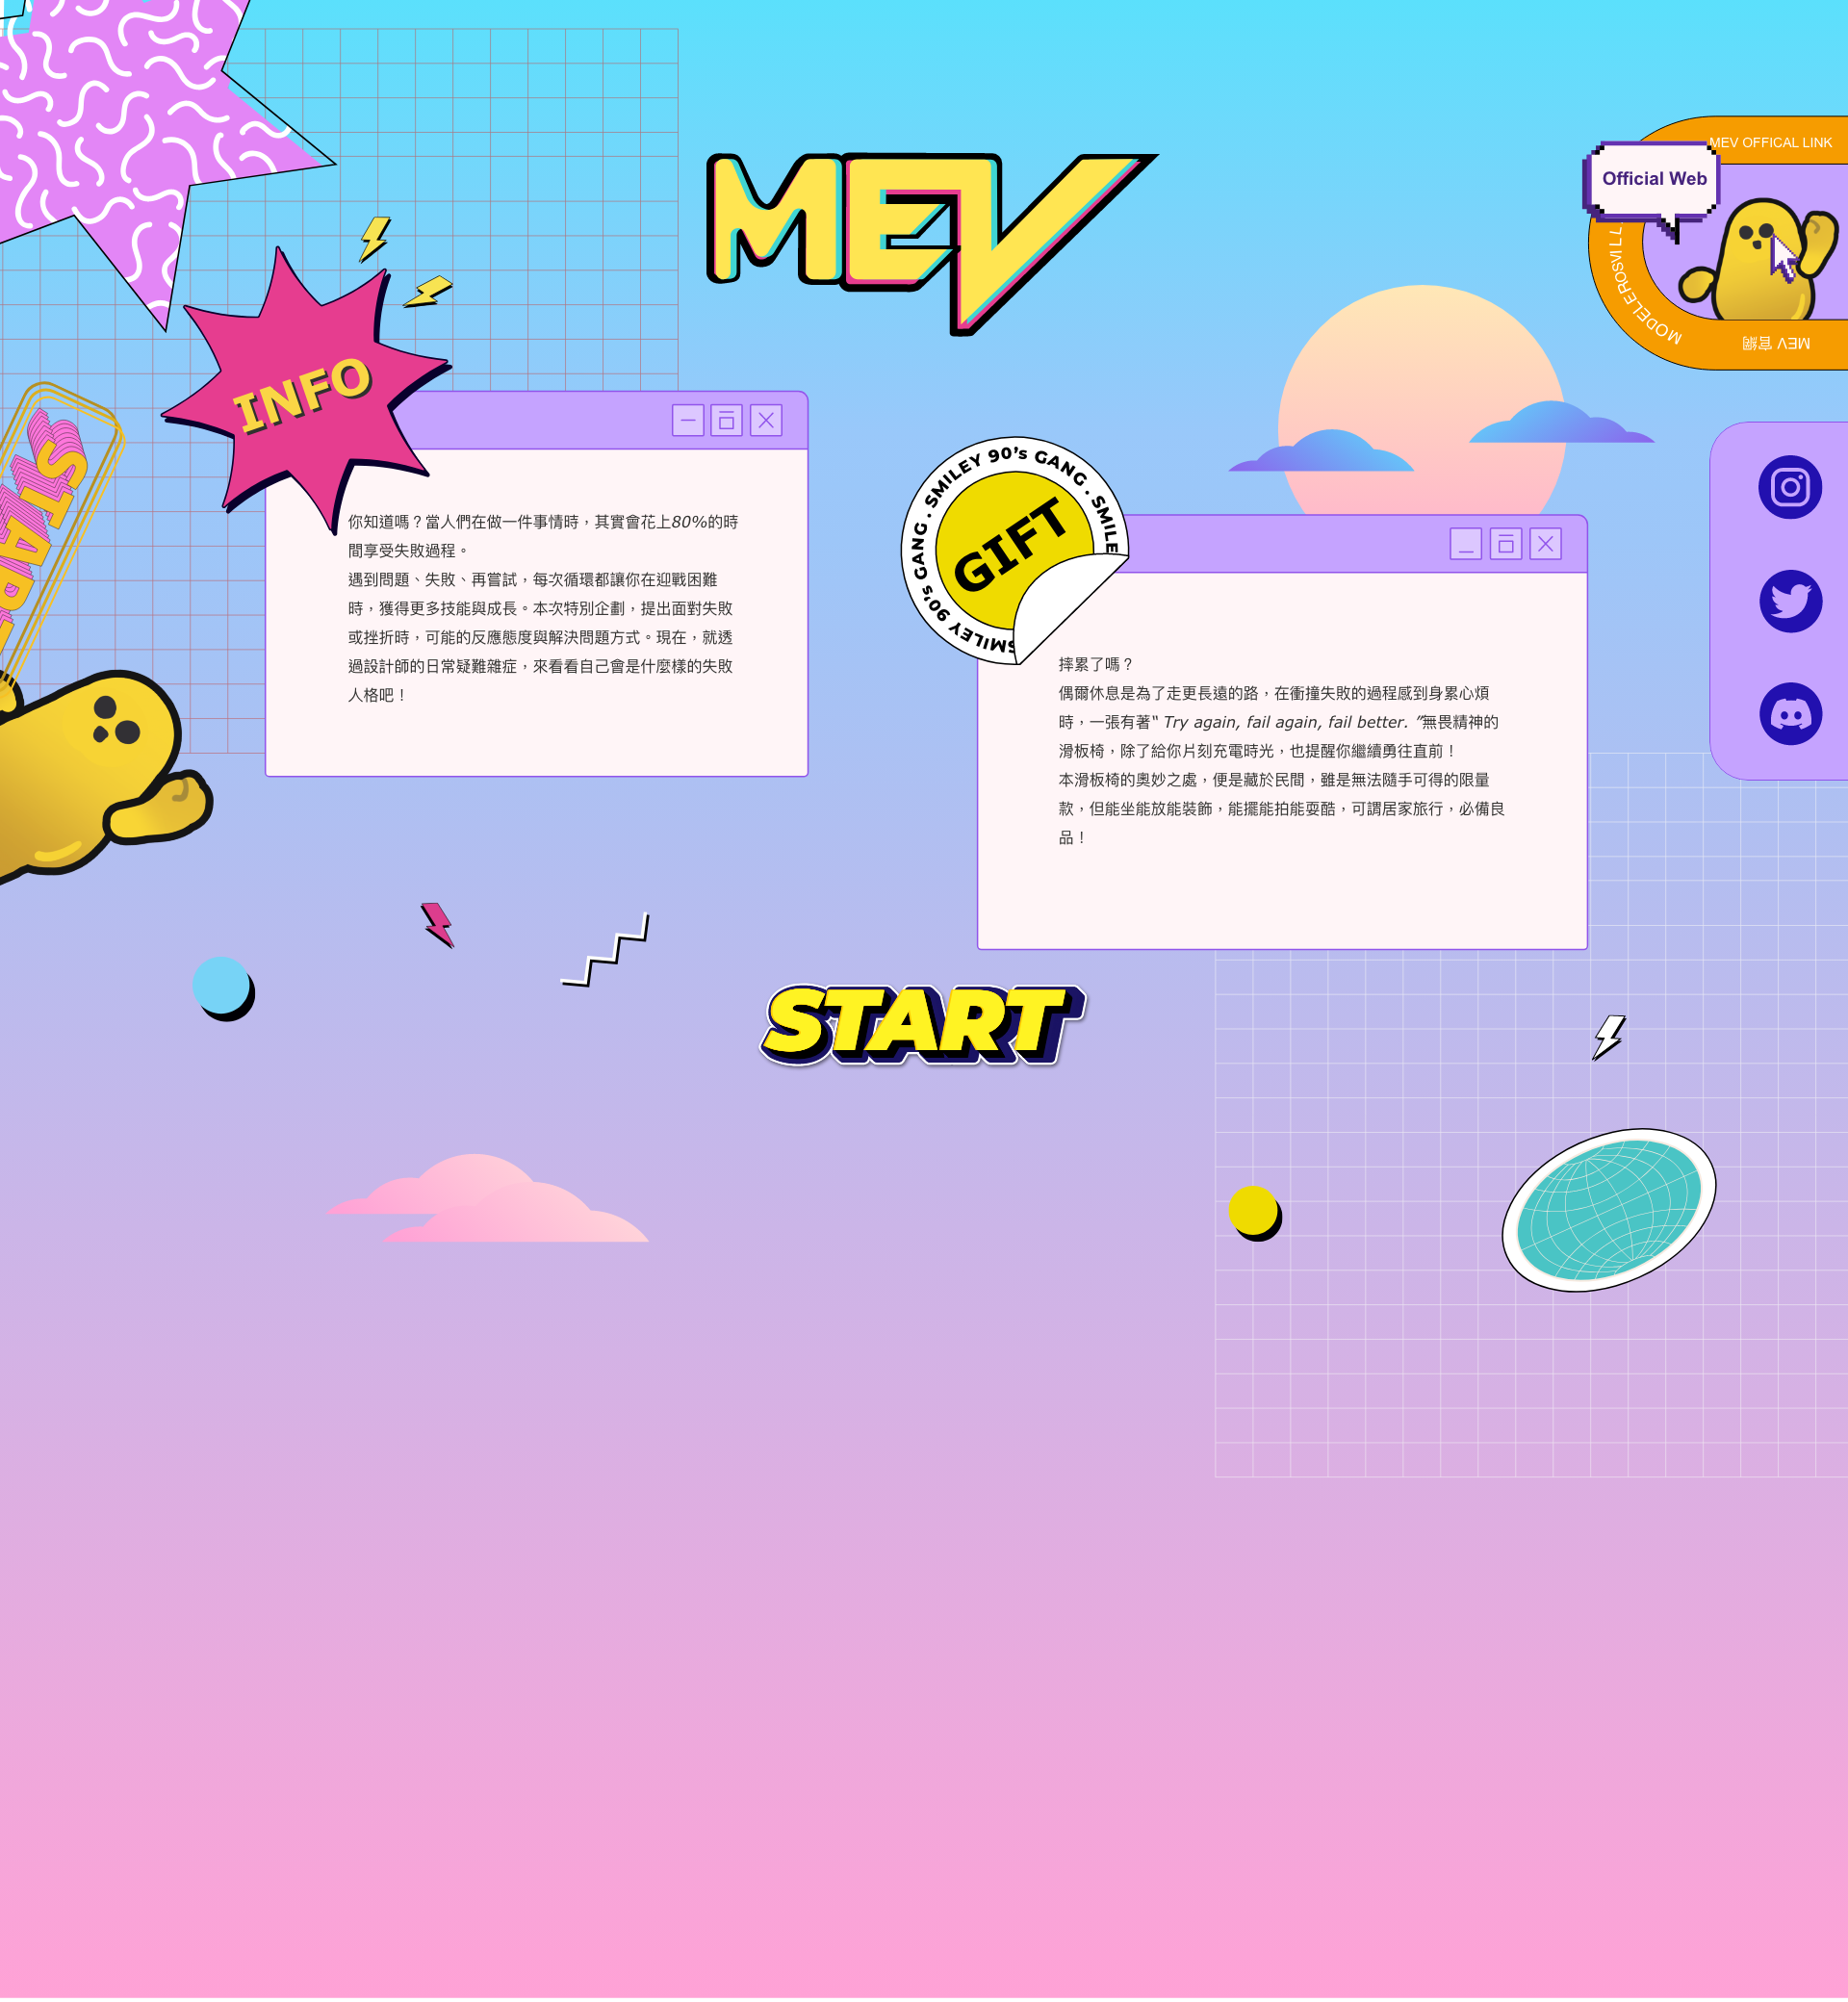 MEV
MEV OFFICAL LINK
Official Web
MODELEROSVILL
MEV 官網
INFO
START
你知道嗎？當人們在做一件事情時，其實會花上80%的時
間享受失敗過程。
遇到問題、失敗、再嘗試，每次循環都讓你在迎戰困難
時，獲得更多技能與成長。本次特別企劃，提出面對失敗
或挫折時，可能的反應態度與解決問題方式。現在，就透
過設計師的日常疑難雜症，來看看自己會是什麼樣的失敗
人格吧！
SMILEY 90’s GANG . SMILEY 90’s GANG . SMILE
GIFT
摔累了嗎？
偶爾休息是為了走更長遠的路，在衝撞失敗的過程感到身累心煩
時，一張有著“ Try again, fail again, fail better. ”無畏精神的
滑板椅，除了給你片刻充電時光，也提醒你繼續勇往直前！
本滑板椅的奧妙之處，便是藏於民間，雖是無法隨手可得的限量
款，但能坐能放能裝飾，能擺能拍能耍酷，可謂居家旅行，必備良
品！
START